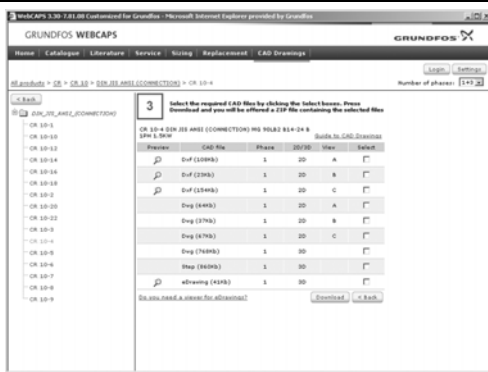 WebCAPS 3.30-7.01.08 Customized for Grundfos - Microsoft Internet Explorer provided by Grundfos
GRUNDFOS WEBCAPS
GRUNDFOS
Home Catalogue Literature Service Sizing Replacement CAD Drawings
Login Settings
All products > CR > CR 10 > DIN JIS ANSI (CONNECTION) > CR 10-4
Number of phases:
< Back
DIN_JIS_ANSI_(CONNECTION)
CR 10-1
CR 10-10
CR 10-12
CR 10-14
CR 10-16
CR 10-18
CR 10-2
CR 10-20
CR 10-22
CR 10-3
CR 10-4
CR 10-5
CR 10-6
CR 10-7
CR 10-8
CR 10-9
3
Select the required CAD files by clicking the Select boxes. Press
Download and you will be offered a ZIP file containing the selected files
CR 10-4 DIN JIS ANSI (CONNECTION) MG 90LB2 B14-24 B
SPM 1.5KW
Guide to CAD Drawings
Preview CAD file Phase 2D/3D View Select
Dxf (108Kb) 1 2D A
Dxf (23Kb) 1 2D B
Dxf (154Kb) 1 2D C
Dwg (64Kb) 1 2D A
Dwg (37Kb) 1 2D B
Dwg (67Kb) 1 2D C
Dwg (768Kb) 1 3D
Step (860Kb) 1 3D
eDrawing (41Kb) 1 3D
Do you need a viewer for eDrawings?
Download < Back